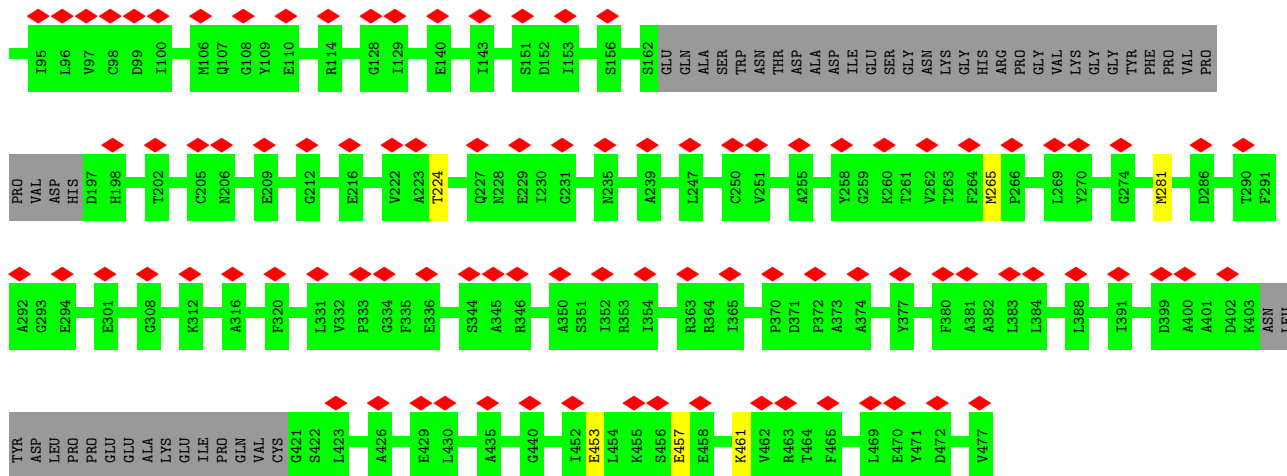 I95 L96 V97 C98 D99 I100 M106 Q107 G108 Y109 E110 R114 G128 I129 E140 I143 S151 D152 I153 S156 S162 GLU GLN ALA SER TRP ASN THR ASP ALA ASP ILE GLU SER GLY ASN LYS GLY HIS ARG PRO GLY VAL LYS GLY GLY TYR PHE PRO VAL PRO
PRO VAL ASP HIS D197 H198 T202 C205 N206 E209 G212 E216 V222 A223 T224 Q227 N228 E229 I230 G231 N235 A239 L247 C250 V251 A255 Y258 G259 K260 T261 V262 T263 F264 M265 P266 L269 Y270 G274 M281 D286 T290 F291
A292 G293 E294 E301 G308 K312 A316 F320 L331 V332 P333 G334 F335 E336 S344 A345 R346 A350 S351 I352 R353 I354 R363 R364 I365 P370 D371 P372 A373 A374 Y377 F380 A381 A382 L383 L384 L388 I391 D399 A400 A401 D402 K403 ASN LEU
TYR ASP LEU PRO PRO GLU GLU ALA LYS GLU ILE PRO GLN VAL CYS G421 S422 L423 A426 E429 L430 A435 G440 I452 E453 L454 K455 S456 E457 E458 K461 V462 R463 T464 F465 L469 E470 Y471 D472 V477